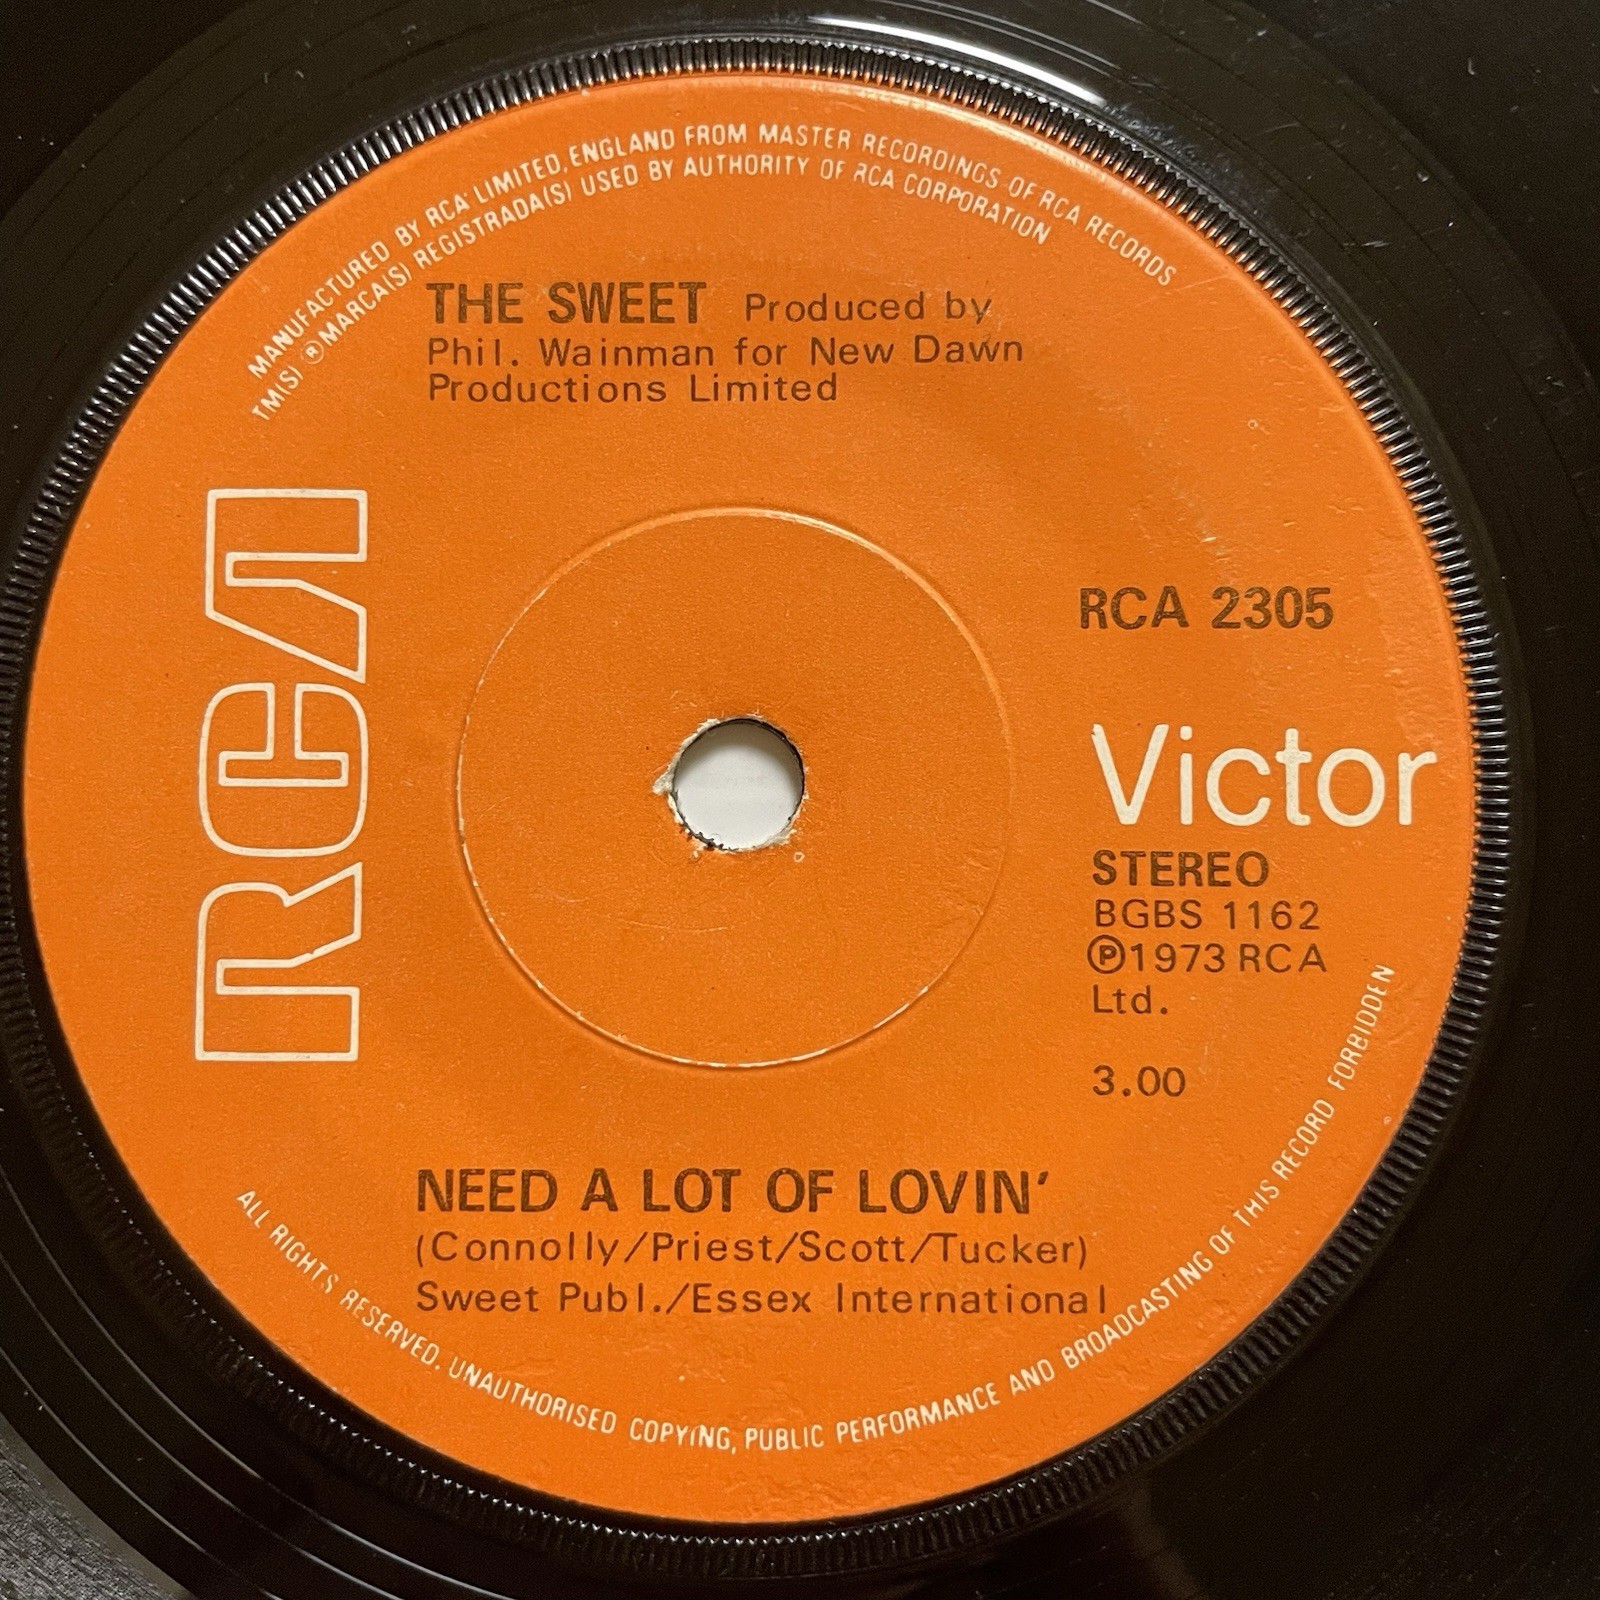 MANUFACTURED BY RCA LIMITED, ENGLAND FROM MASTER RECORDINGS OF RCA RECORDS
TM(S) ® MARCA(S) REGISTRADA(S) USED BY AUTHORITY OF RCA CORPORATION
THE SWEET Produced by
Phil. Wainman for New Dawn
Productions Limited
RCA
RCA 2305
Victor
STEREO
BGBS 1162
℗1973 RCA
Ltd.
3.00
NEED A LOT OF LOVIN'
(Connolly/Priest/Scott/Tucker)
Sweet Publ./Essex International
ALL RIGHTS RESERVED. UNAUTHORISED COPYING, PUBLIC PERFORMANCE AND BROADCASTING OF THIS RECORD FORBIDDEN